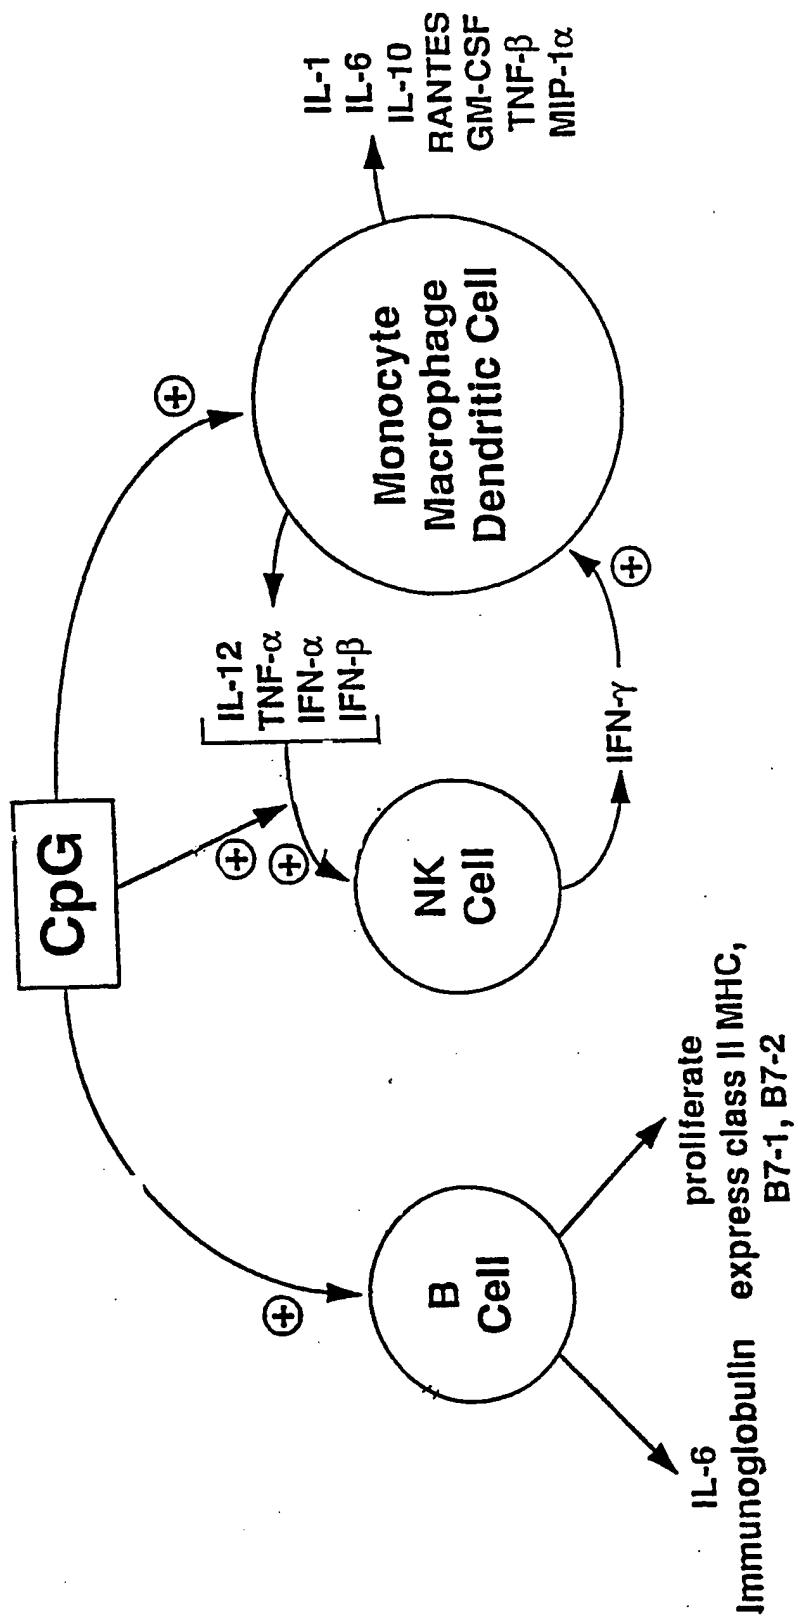 CpG
⊕
⊕
⊕
⊕
⊕
B
Cell
IL-6
Immunoglobulin
proliferate
express class II MHC,
B7-1, B7-2
NK
Cell
IL-12
TNF-α
IFN-α
IFN-β
IFN-γ
Monocyte
Macrophage
Dendritic Cell
IL-1
IL-6
IL-10
RANTES
GM-CSF
TNF-β
MIP-1α